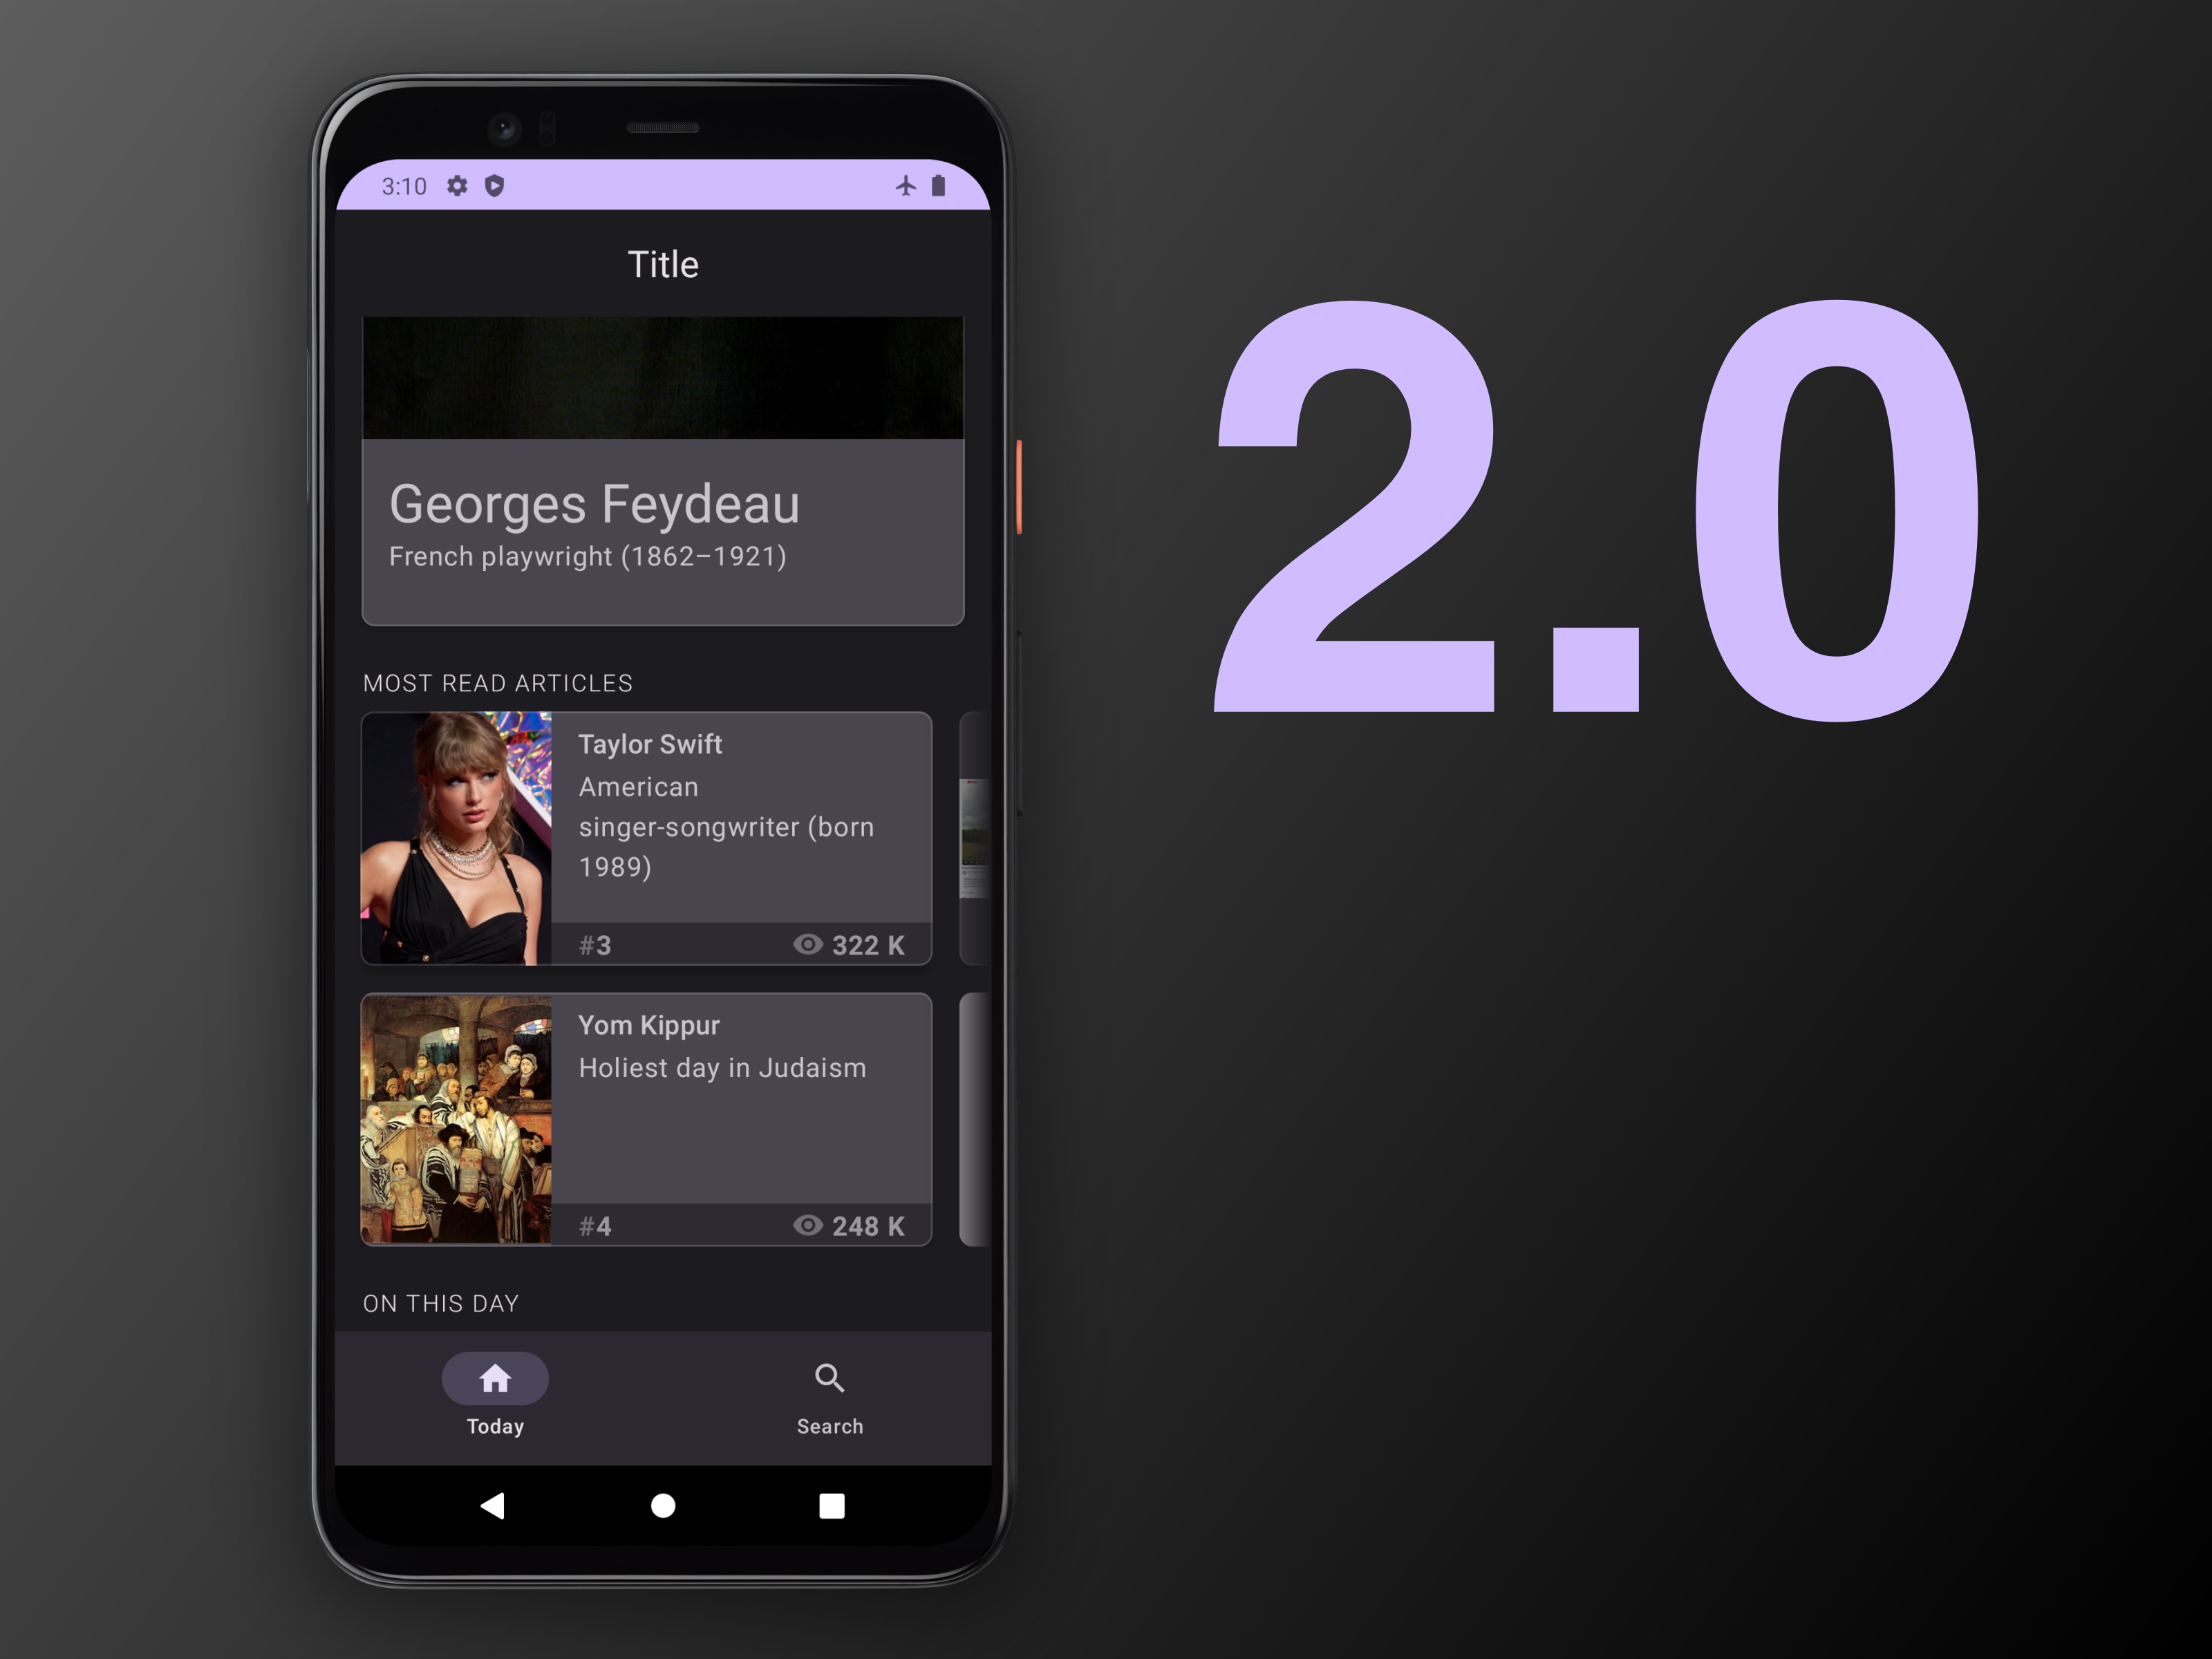 3:10
Title
2.0
Georges Feydeau
French playwright (1862–1921)
MOST READ ARTICLES
Taylor Swift
American
singer-songwriter (born
1989)
#3
322 K
Yom Kippur
Holiest day in Judaism
#4
248 K
ON THIS DAY
Today
Search